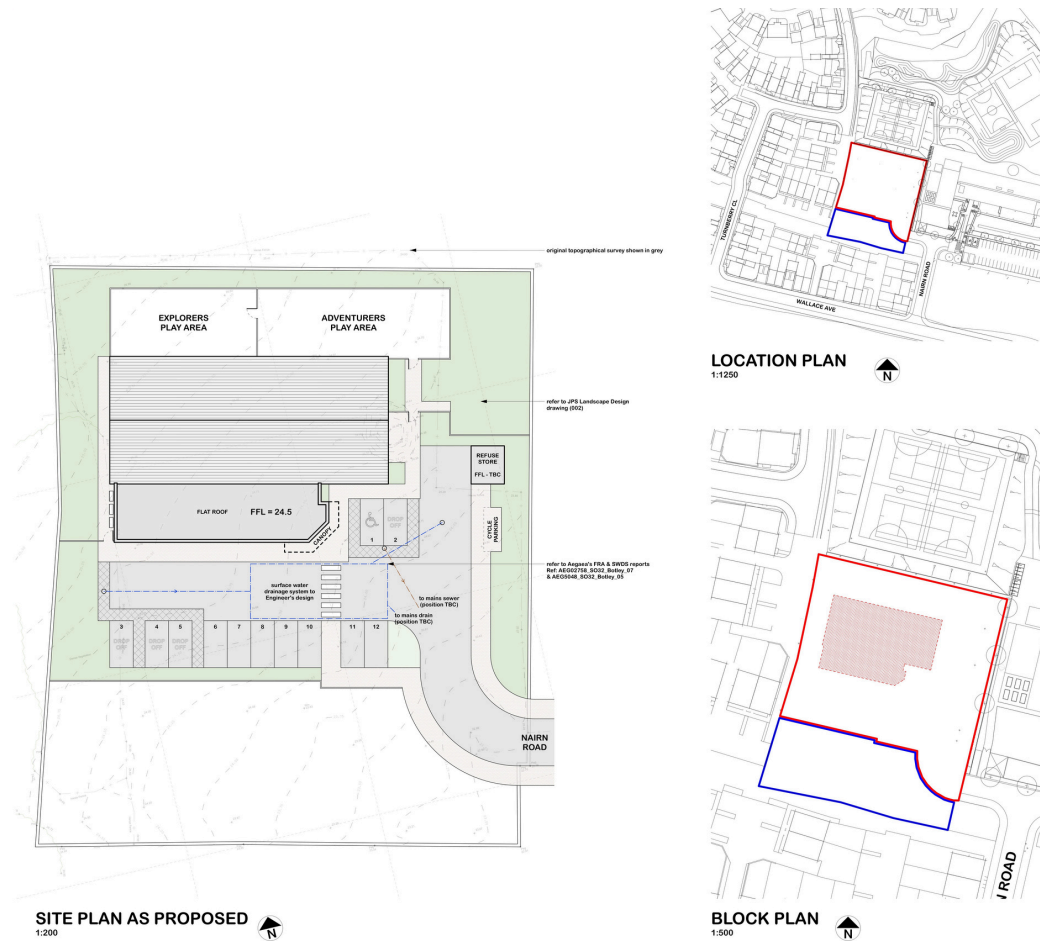 original topographical survey shown in grey
EXPLORERS
PLAY AREA
ADVENTURERS
PLAY AREA
refer to JPS Landscape Design
drawing (002)
REFUSE
STORE
FFL - TBC
FLAT ROOF
FFL = 24.5
CANOPY
DROP
OFF
1
2
CYCLE
PARKING
refer to Aegaea's FRA & SWDS reports
Ref: AEG02758_SO32_Botley_07
& AEG5048_SO32_Botley_05
surface water
drainage system to
Engineer's design
to mains sewer
(position TBC)
to mains drain
(position TBC)
3
4
5
6
7
8
9
10
11
12
DROP
OFF
DROP
OFF
DROP
OFF
NAIRN
ROAD
SITE PLAN AS PROPOSED
1:200
N
TURNBERRY CL
WALLACE AVE
NAIRN ROAD
LOCATION PLAN
1:1250
N
N ROAD
BLOCK PLAN
1:500
N